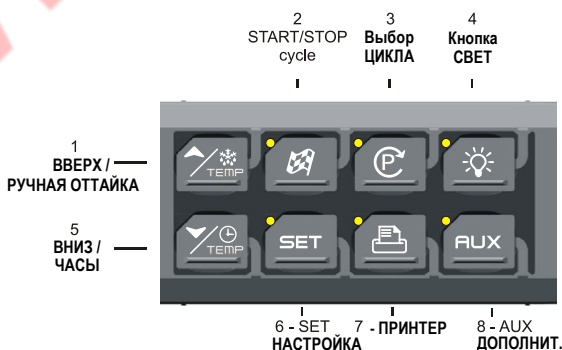 2
START/STOP
cycle
3
Выбор
ЦИКЛА
4
Кнопка
СВЕТ
1
ВВЕРХ /
РУЧНАЯ ОТТАЙКА
TEMP
P
5
ВНИЗ /
ЧАСЫ
TEMP
SET
AUX
6 - SET
НАСТРОЙКА
7 - ПРИНТЕР
8 - AUX
ДОПОЛНИТ.